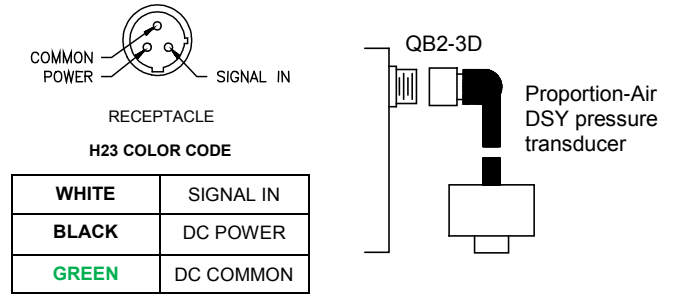 COMMON
POWER
SIGNAL IN
RECEPTACLE
H23 COLOR CODE
WHITE SIGNAL IN
BLACK DC POWER
GREEN DC COMMON
QB2-3D
Proportion-Air
DSY pressure
transducer